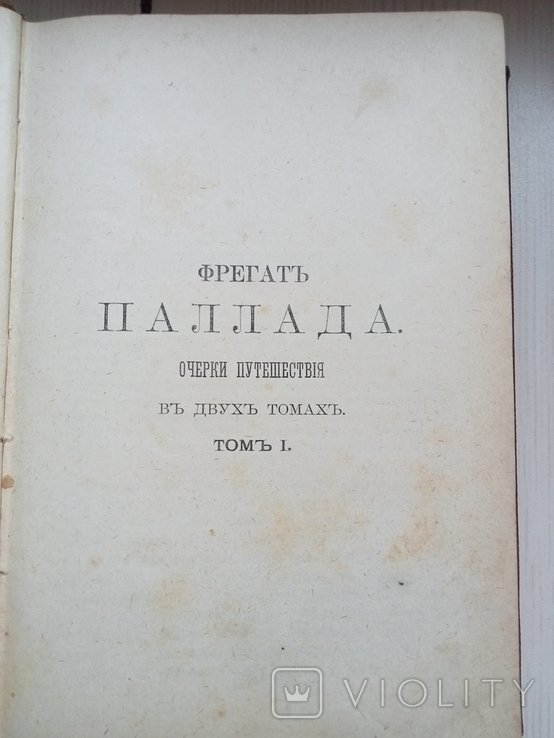 ФРЕГАТЪ
ПАЛЛАДА.
ОЧЕРКИ ПУТЕШЕСТВІЯ
ВЪ ДВУХЪ ТОМАХЪ.
ТОМЪ I.
VIOLITY